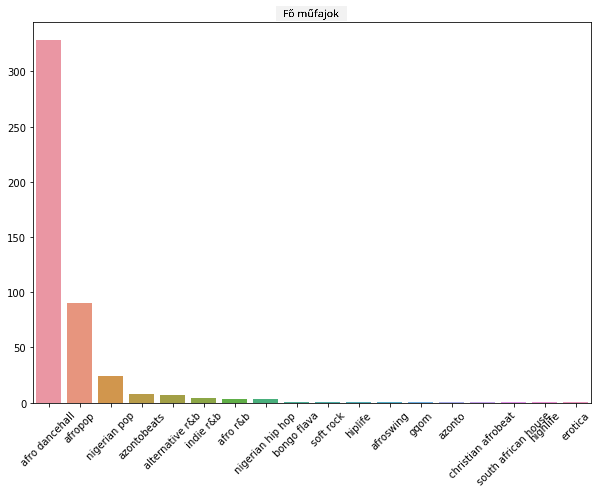 Fő műfajok
300
250
200
150
100
50
0
afro dancehall
afropop
nigerian pop
azontobeats
alternative r&b
indie r&b
afro r&b
nigerian hip hop
bongo flava
soft rock
hiplife
afroswing
gqom
azonto
christian afrobeat
south african house
highlife
erotica